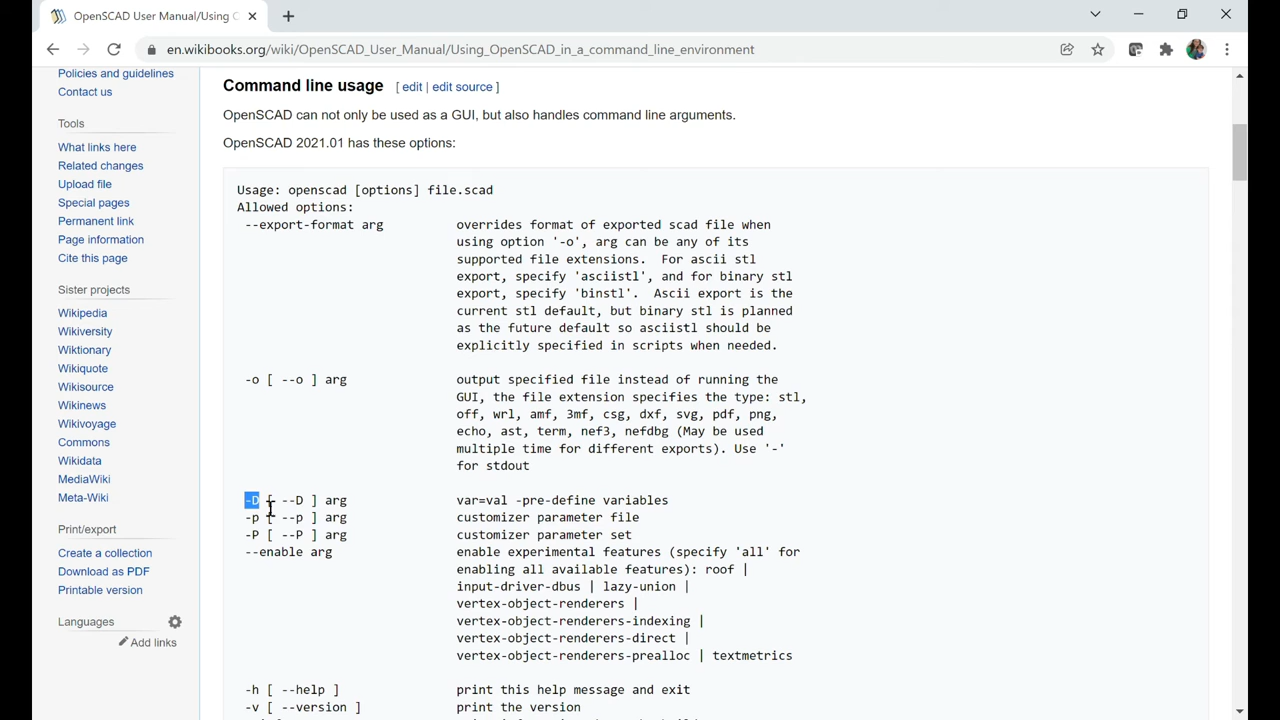 OpenSCAD User Manual/Using O
en.wikibooks.org/wiki/OpenSCAD_User_Manual/Using_OpenSCAD_in_a_command_line_environment
Policies and guidelines
Contact us
Tools
What links here
Related changes
Upload file
Special pages
Permanent link
Page information
Cite this page
Sister projects
Wikipedia
Wikiversity
Wiktionary
Wikiquote
Wikisource
Wikinews
Wikivoyage
Commons
Wikidata
MediaWiki
Meta-Wiki
Print/export
Create a collection
Download as PDF
Printable version
Languages
Add links
Command line usage [ edit | edit source ]
OpenSCAD can not only be used as a GUI, but also handles command line arguments.
OpenSCAD 2021.01 has these options:
Usage: openscad [options] file.scad
Allowed options:
--export-format arg overrides format of exported scad file when
using option '-o', arg can be any of its
supported file extensions. For ascii stl
export, specify 'asciistl', and for binary stl
export, specify 'binstl'. Ascii export is the
current stl default, but binary stl is planned
as the future default so asciistl should be
explicitly specified in scripts when needed.
-o [ --o ] arg output specified file instead of running the
GUI, the file extension specifies the type: stl,
off, wrl, amf, 3mf, csg, dxf, svg, pdf, png,
echo, ast, term, nef3, nefdbg (May be used
multiple time for different exports). Use '-'
for stdout
-D [ --D ] arg var=val -pre-define variables
-p [ --p ] arg customizer parameter file
-P [ --P ] arg customizer parameter set
--enable arg enable experimental features (specify 'all' for
enabling all available features): roof |
input-driver-dbus | lazy-union |
vertex-object-renderers |
vertex-object-renderers-indexing |
vertex-object-renderers-direct |
vertex-object-renderers-prealloc | textmetrics
-h [ --help ] print this help message and exit
-v [ --version ] print the version